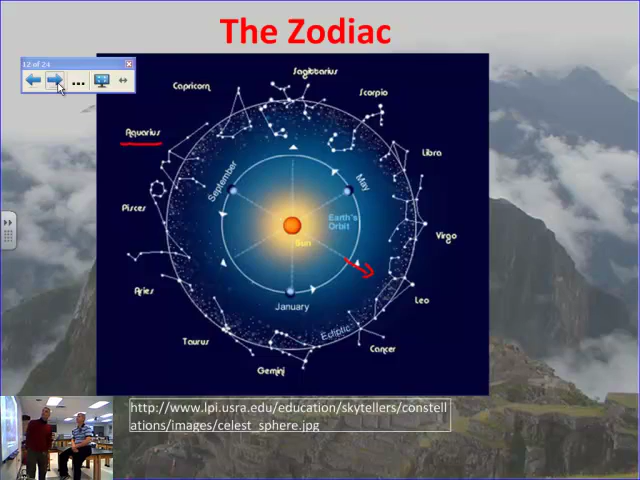 The Zodiac
12 of 24
Sagittarius
Capricorn
Scorpio
Aquarius
Libra
September
May
Pisces
Earth's
Orbit
Virgo
Sun
Aries
Leo
January
Ecliptic
Taurus
Cancer
Gemini
http://www.lpi.usra.edu/education/skytellers/constell
ations/images/celest_sphere.jpg